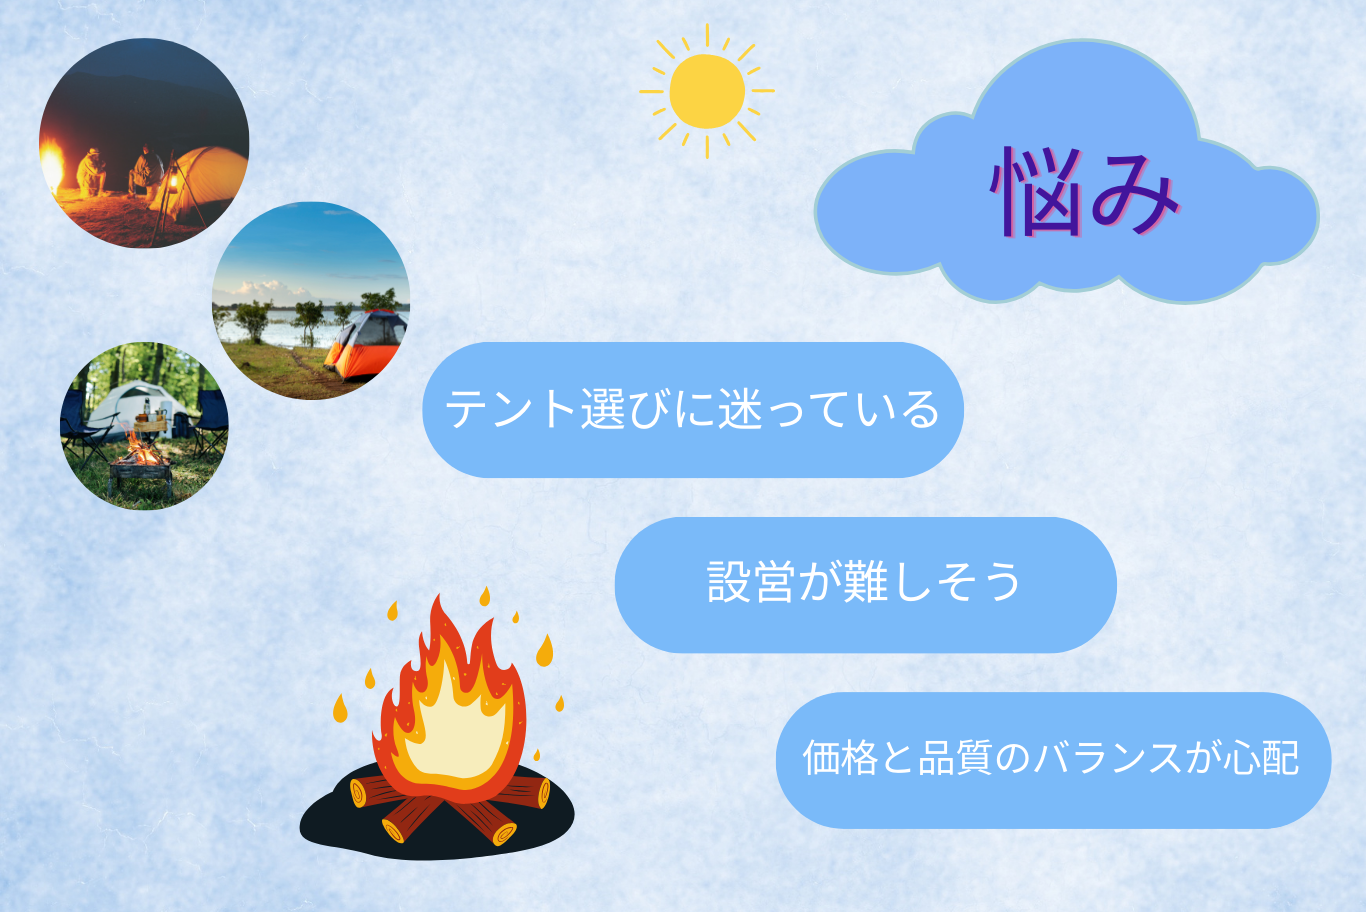 悩み
テント選びに迷っている
設営が難しそう
価格と品質のバランスが心配